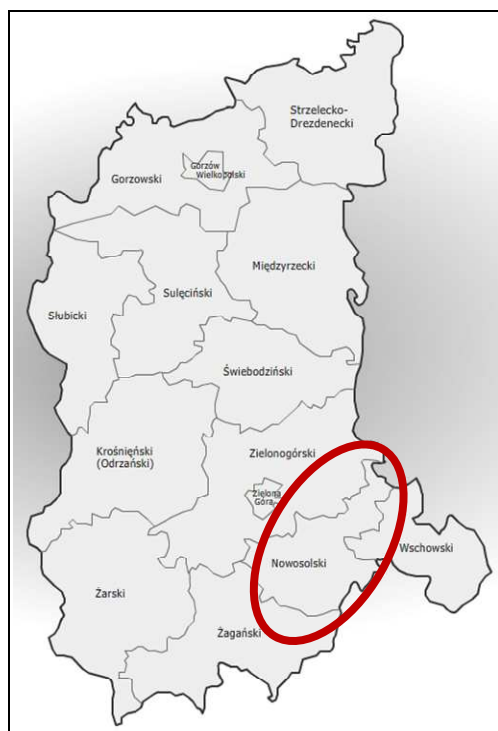 Strzelecko-
Drezdenecki
Gorzów
Wielkopolski
Gorzowski
Międzyrzecki
Sulęciński
Słubicki
Świebodziński
Krośnieński
(Odrzański)
Zielonogórski
Zielona
Góra
Wschowski
Nowosolski
Żarski
Żagański